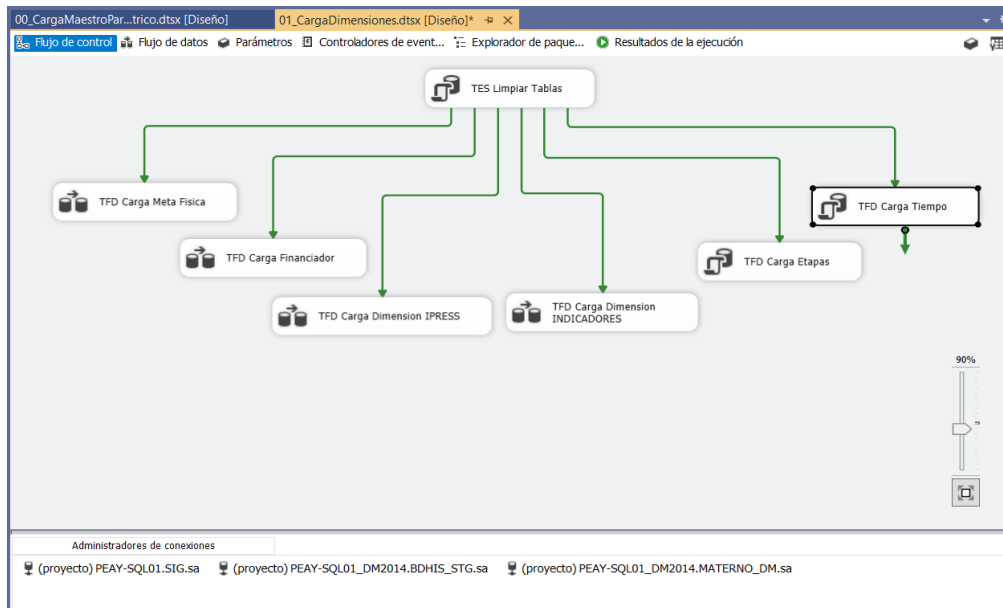 00_CargaMaestroPar...trico.dtsx [Diseño]
01_CargaDimensiones.dtsx [Diseño]*
Flujo de control
Flujo de datos
Parámetros
Controladores de event...
Explorador de paque...
Resultados de la ejecución
TES Limpiar Tablas
TFD Carga Meta Fisica
TFD Carga Tiempo
TFD Carga Financiador
TFD Carga Etapas
TFD Carga Dimension IPRESS
TFD Carga Dimension
INDICADORES
90%
Administradores de conexiones
(proyecto) PEAY-SQL01.SIG.sa
(proyecto) PEAY-SQL01_DM2014.BDHIS_STG.sa
(proyecto) PEAY-SQL01_DM2014.MATERNO_DM.sa